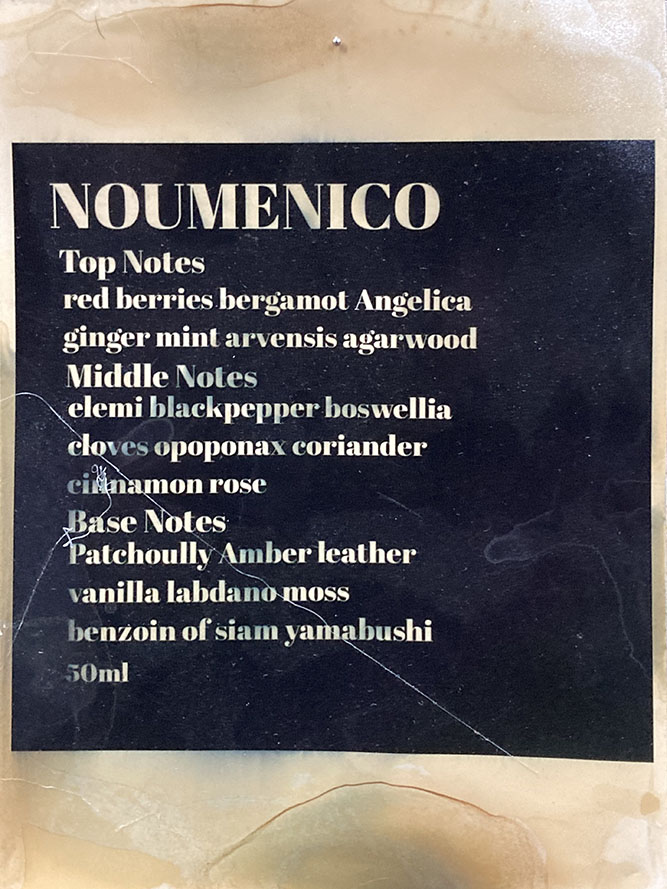 NOUMENICO
Top Notes
red berries bergamot Angelica
ginger mint arvensis agarwood
Middle Notes
elemi blackpepper boswellia
cloves opoponax coriander
cinnamon rose
Base Notes
Patchoully Amber leather
vanilla labdano moss
benzoin of siam yamabushi
50ml